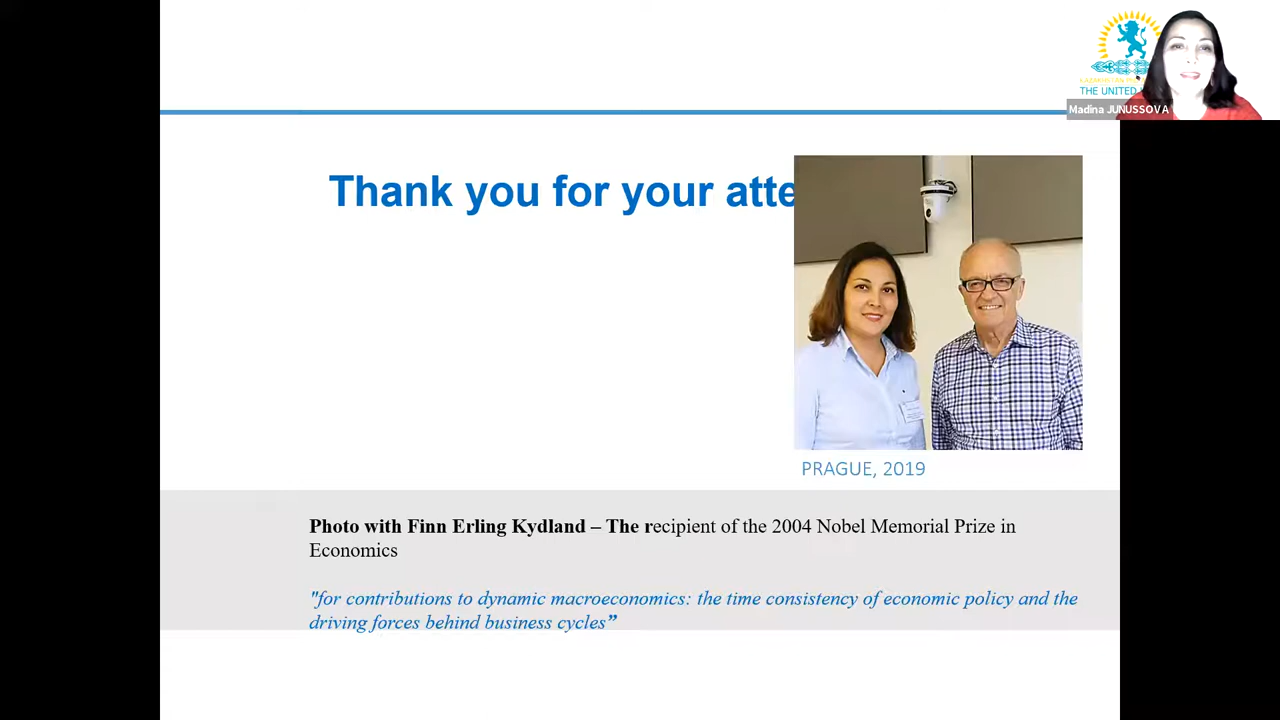 THE UNITED
Madina JUNUSSOVA
Thank you for your atte
PRAGUE, 2019
Photo with Finn Erling Kydland – The recipient of the 2004 Nobel Memorial Prize in
Economics
"for contributions to dynamic macroeconomics: the time consistency of economic policy and the
driving forces behind business cycles”